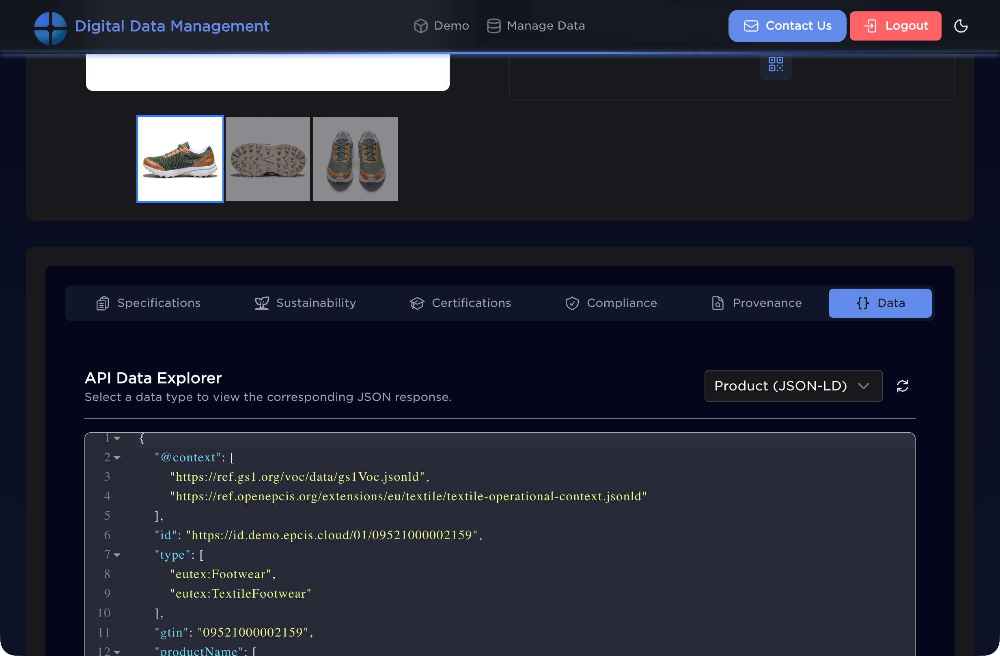 Digital Data Management
Demo
Manage Data
Contact Us
Logout
Specifications
Sustainability
Certifications
Compliance
Provenance
{} Data
API Data Explorer
Select a data type to view the corresponding JSON response.
Product (JSON-LD)
1 {
2 "@context": [
3 "https://ref.gs1.org/voc/data/gs1Voc.jsonld",
4 "https://ref.openepcis.org/extensions/eu/textile/textile-operational-context.jsonld"
5 ],
6 "id": "https://id.demo.epcis.cloud/01/09521000002159",
7 "type": [
8 "eutex:Footwear",
9 "eutex:TextileFootwear"
10 ],
11 "gtin": "09521000002159",
12 "productName": [